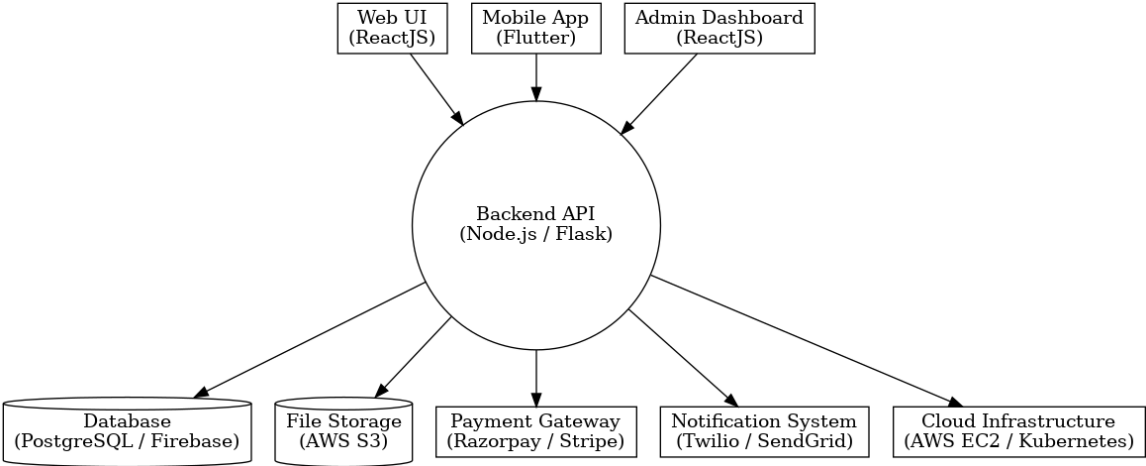 Web UI
(ReactJS)
Mobile App
(Flutter)
Admin Dashboard
(ReactJS)
Backend API
(Node.js / Flask)
Database
(PostgreSQL / Firebase)
File Storage
(AWS S3)
Payment Gateway
(Razorpay / Stripe)
Notification System
(Twilio / SendGrid)
Cloud Infrastructure
(AWS EC2 / Kubernetes)